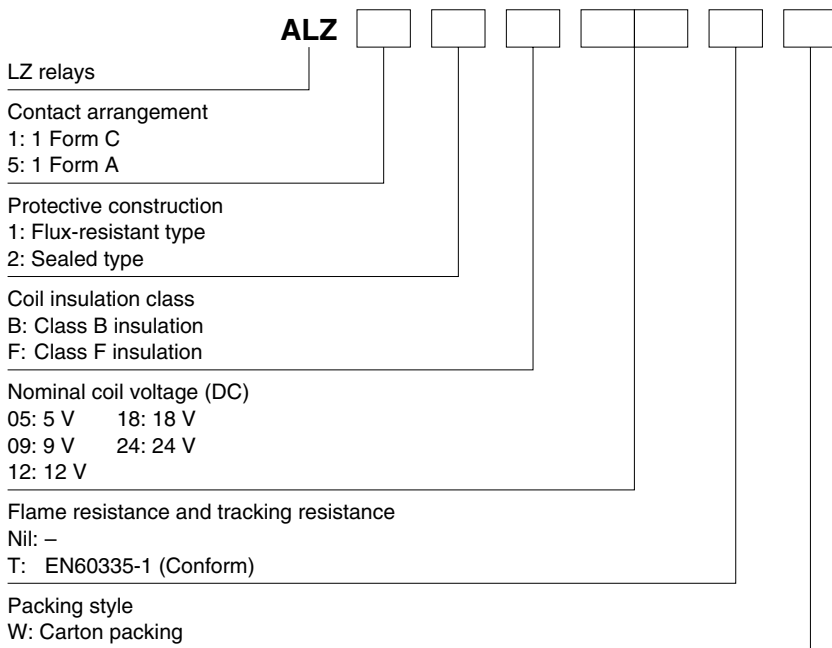 ALZ
LZ relays
Contact arrangement
1: 1 Form C
5: 1 Form A
Protective construction
1: Flux-resistant type
2: Sealed type
Coil insulation class
B: Class B insulation
F: Class F insulation
Nominal coil voltage (DC)
05: 5 V 18: 18 V
09: 9 V 24: 24 V
12: 12 V
Flame resistance and tracking resistance
Nil: –
T: EN60335-1 (Conform)
Packing style
W: Carton packing